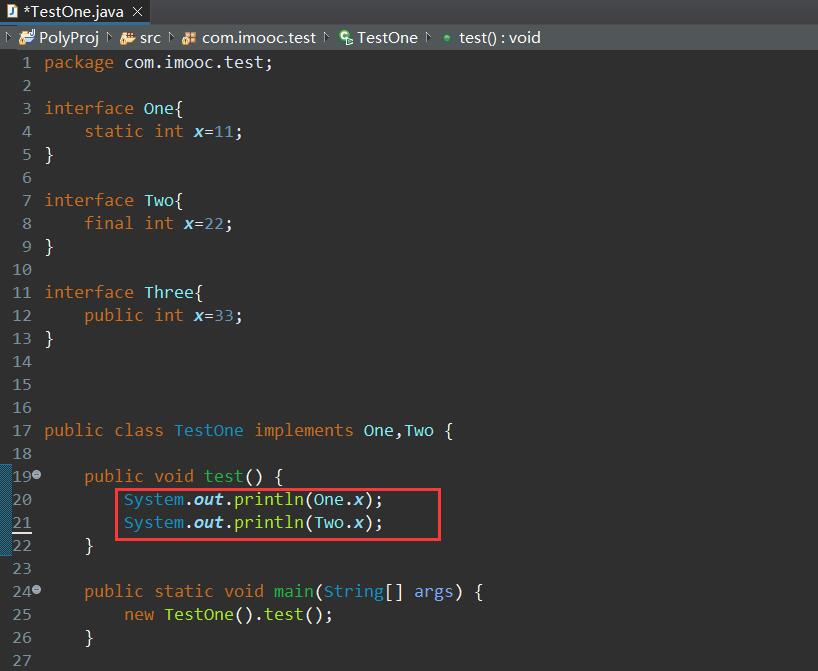 *TestOne.java
PolyProj src com.imooc.test TestOne test() : void
1 package com.imooc.test;
2
3 interface One{
4     static int x=11;
5 }
6
7 interface Two{
8     final int x=22;
9 }
10
11 interface Three{
12     public int x=33;
13 }
14
15
16
17 public class TestOne implements One,Two {
18
19     public void test() {
20         System.out.println(One.x);
21         System.out.println(Two.x);
22     }
23
24     public static void main(String[] args) {
25         new TestOne().test();
26     }
27